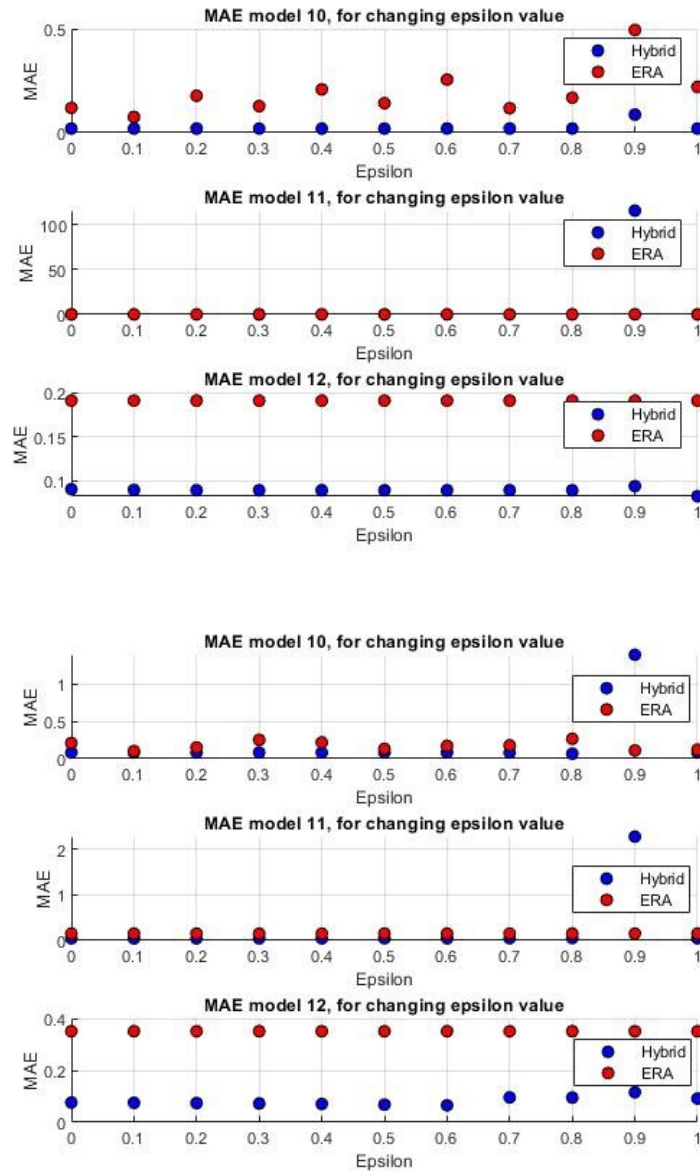 MAE model 10, for changing epsilon value
0.5
0
MAE
Hybrid
ERA
0 0.1 0.2 0.3 0.4 0.5 0.6 0.7 0.8 0.9 1
Epsilon
MAE model 11, for changing epsilon value
100
50
0
MAE
Hybrid
ERA
0 0.1 0.2 0.3 0.4 0.5 0.6 0.7 0.8 0.9 1
Epsilon
MAE model 12, for changing epsilon value
0.2
0.15
0.1
MAE
Hybrid
ERA
0 0.1 0.2 0.3 0.4 0.5 0.6 0.7 0.8 0.9 1
Epsilon
MAE model 10, for changing epsilon value
1
0.5
0
MAE
Hybrid
ERA
0 0.1 0.2 0.3 0.4 0.5 0.6 0.7 0.8 0.9 1
Epsilon
MAE model 11, for changing epsilon value
2
1
0
MAE
Hybrid
ERA
0 0.1 0.2 0.3 0.4 0.5 0.6 0.7 0.8 0.9 1
Epsilon
MAE model 12, for changing epsilon value
0.4
0.2
0
MAE
Hybrid
ERA
0 0.1 0.2 0.3 0.4 0.5 0.6 0.7 0.8 0.9 1
Epsilon